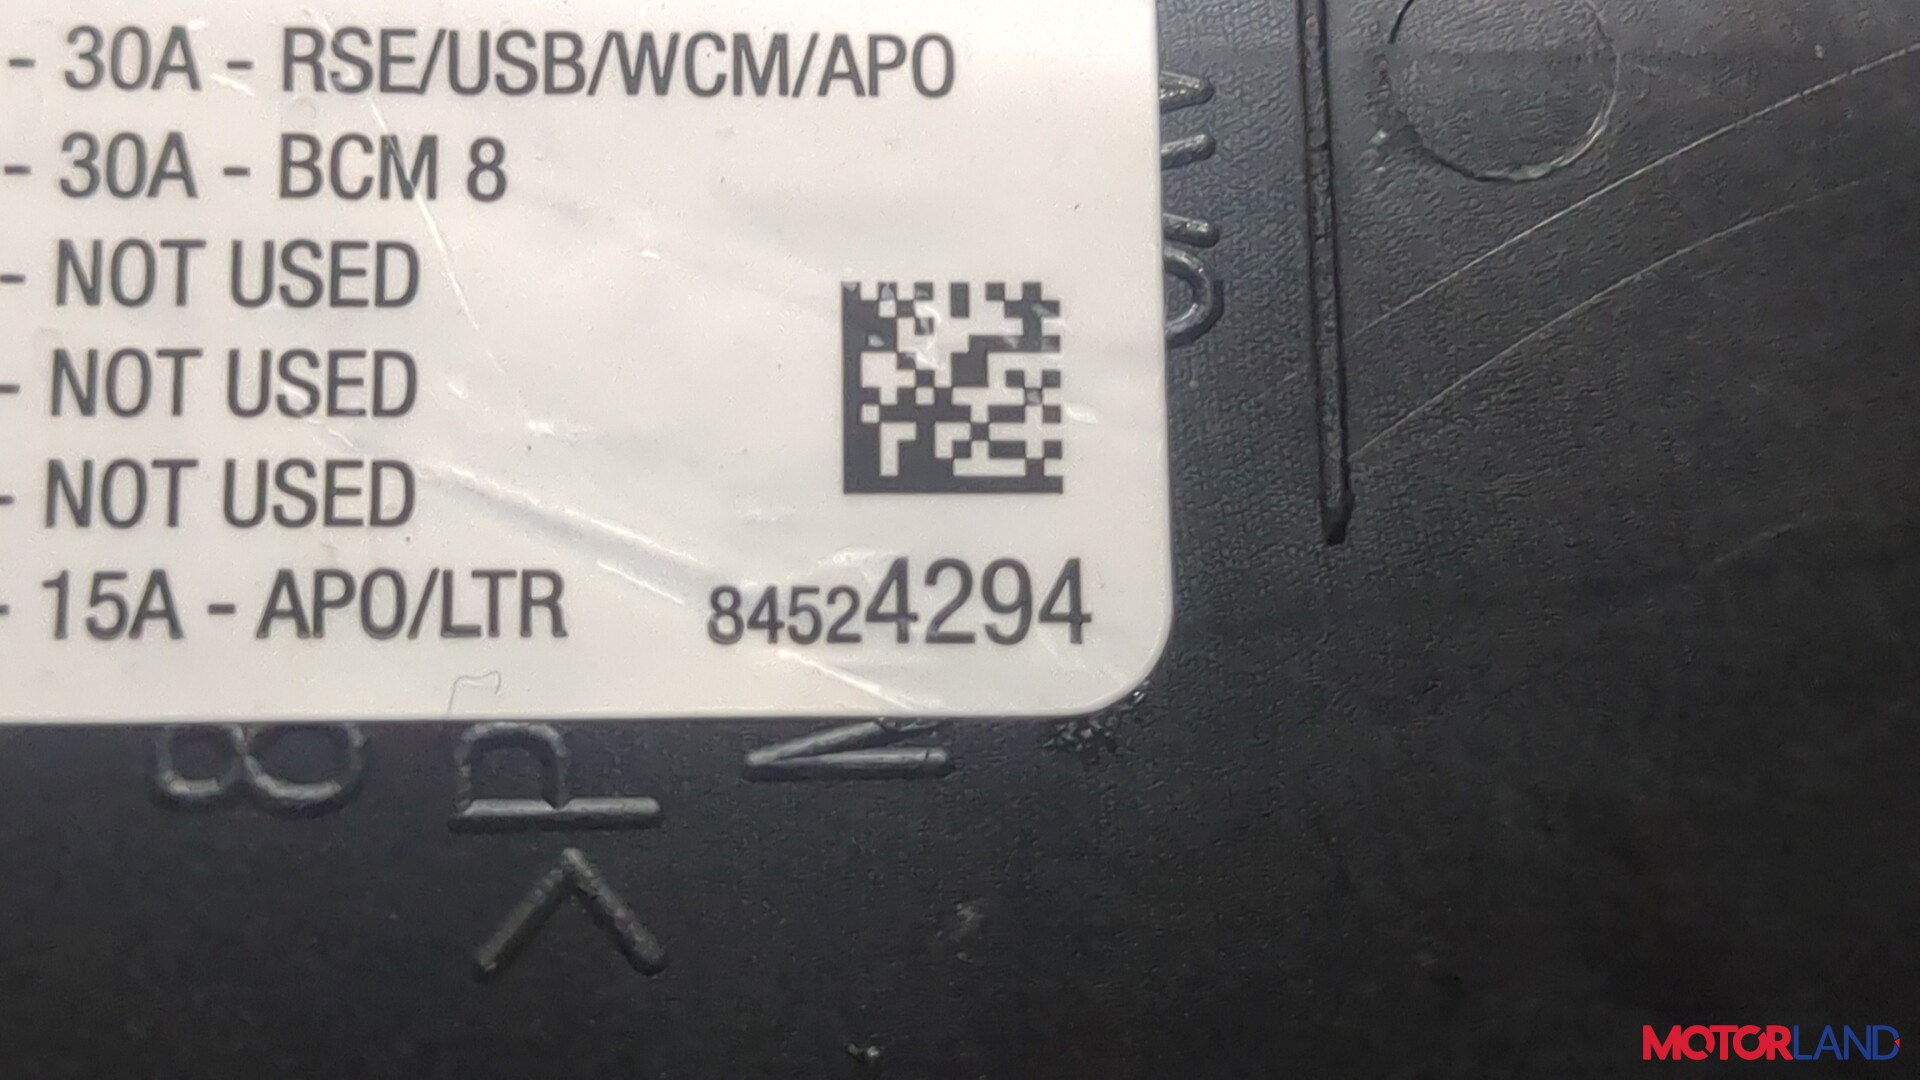 - 30A - RSE/USB/WCM/APO
- 30A - BCM 8
- NOT USED
- NOT USED
- NOT USED
- 15A - APO/LTR
84524294
MOTORLAND